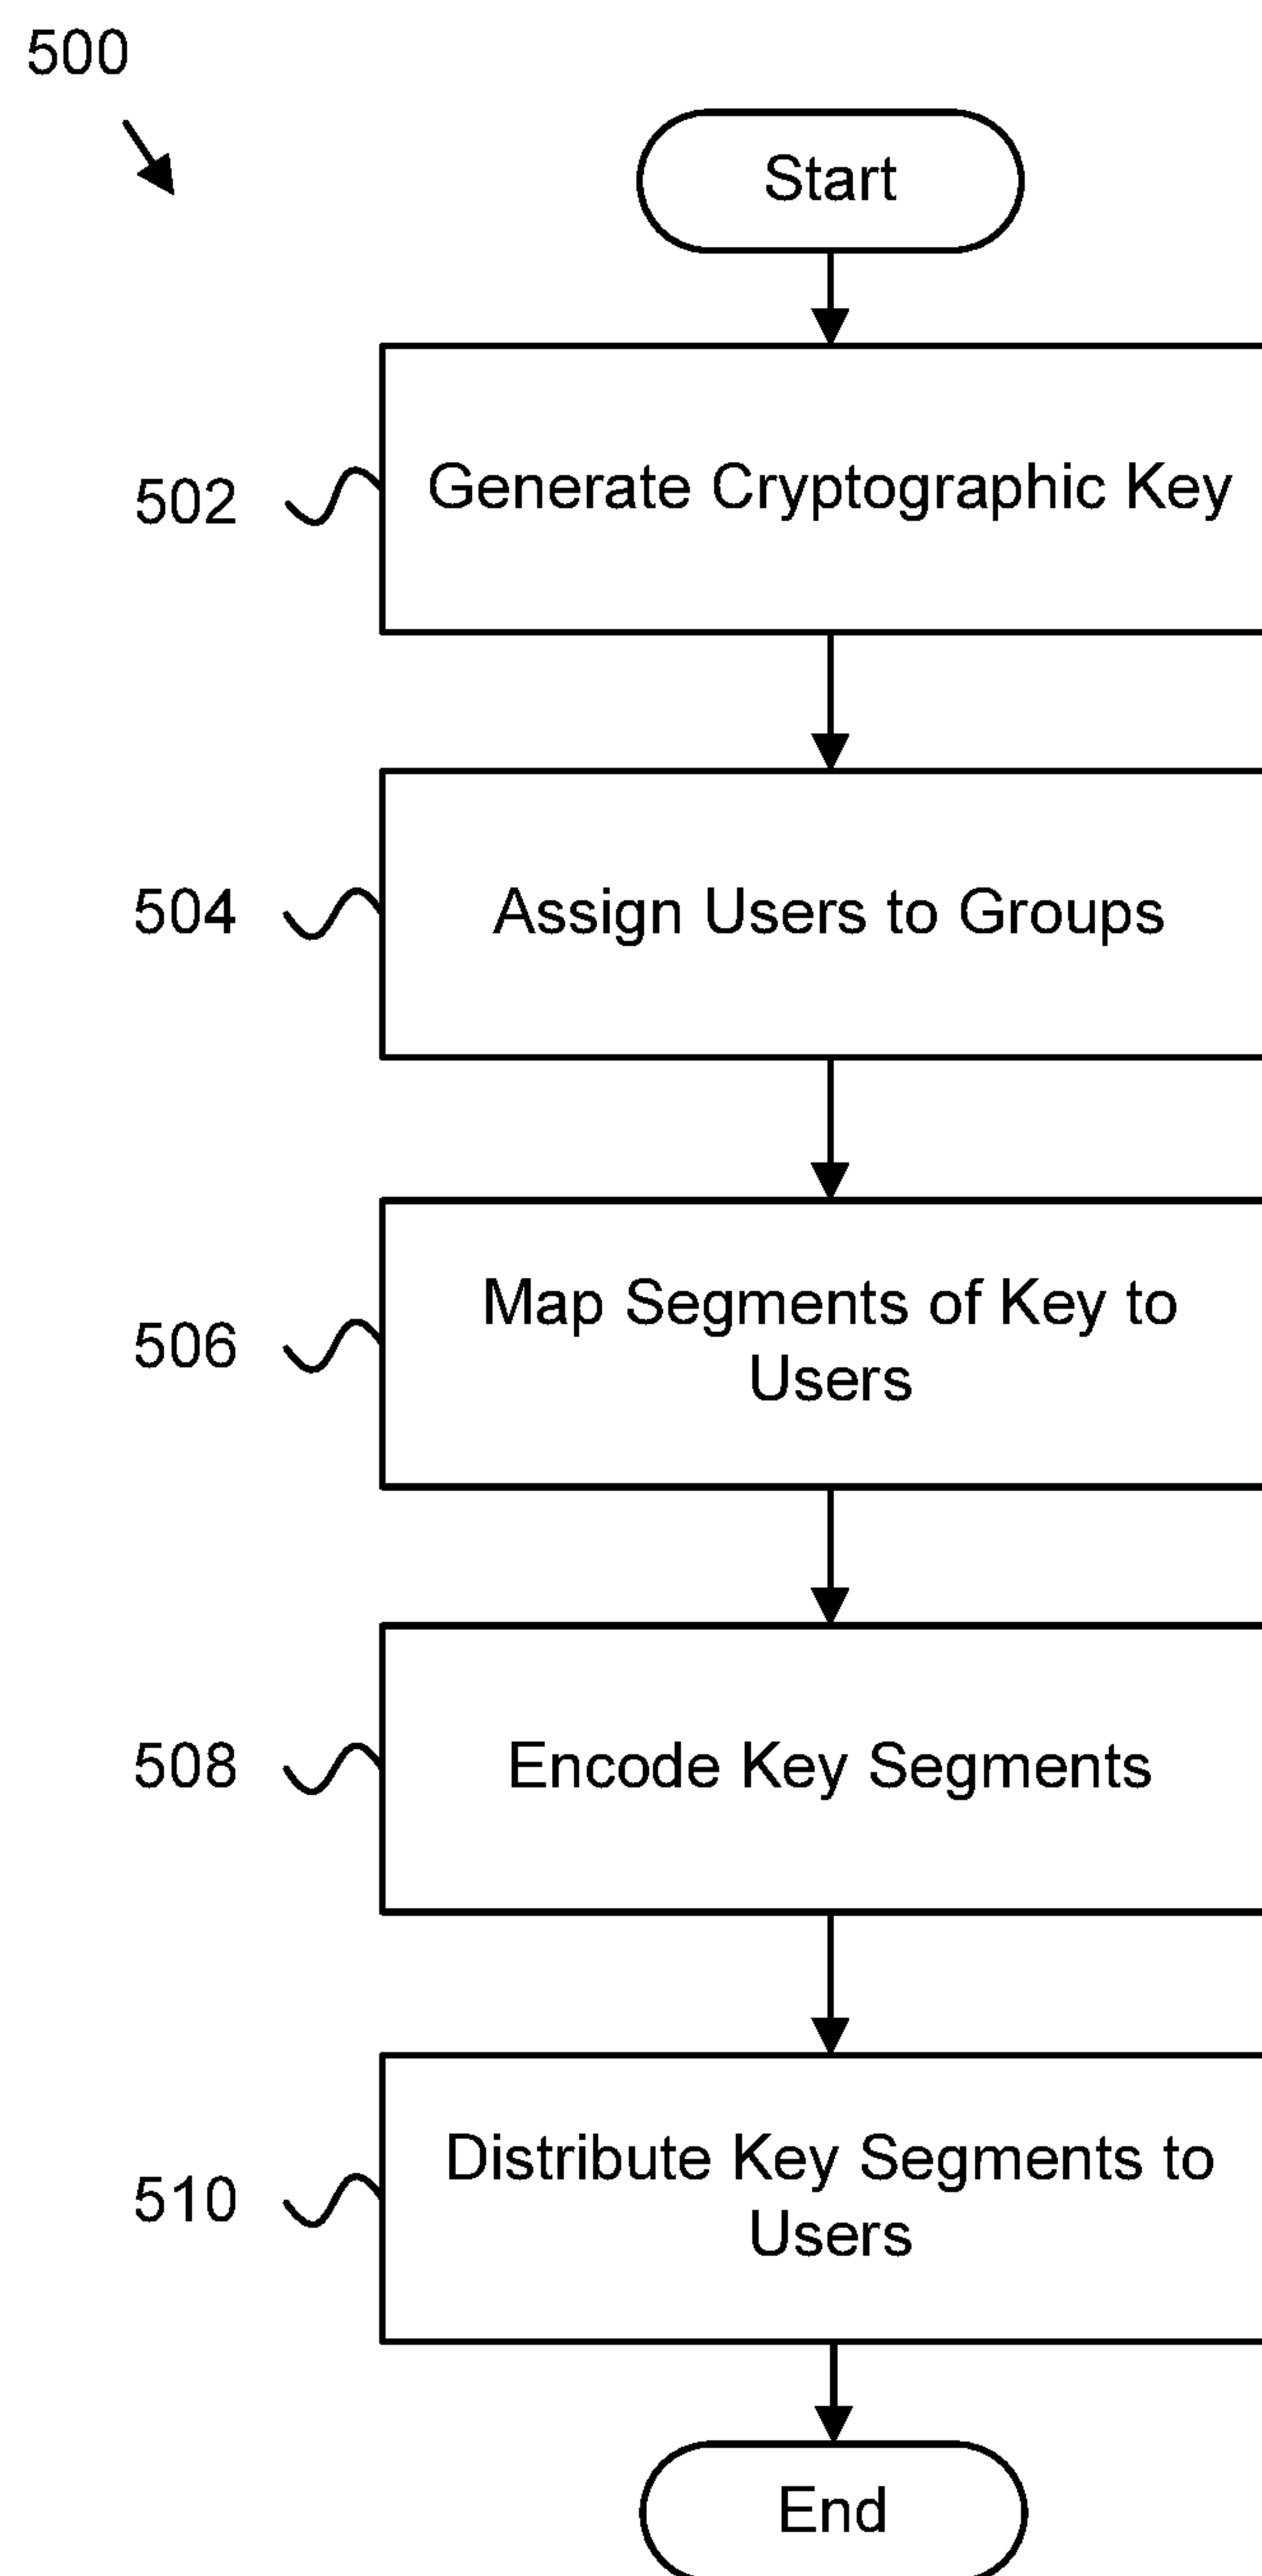 500
Start
502
Generate Cryptographic Key
504
Assign Users to Groups
506
Map Segments of Key to
Users
508
Encode Key Segments
510
Distribute Key Segments to
Users
End